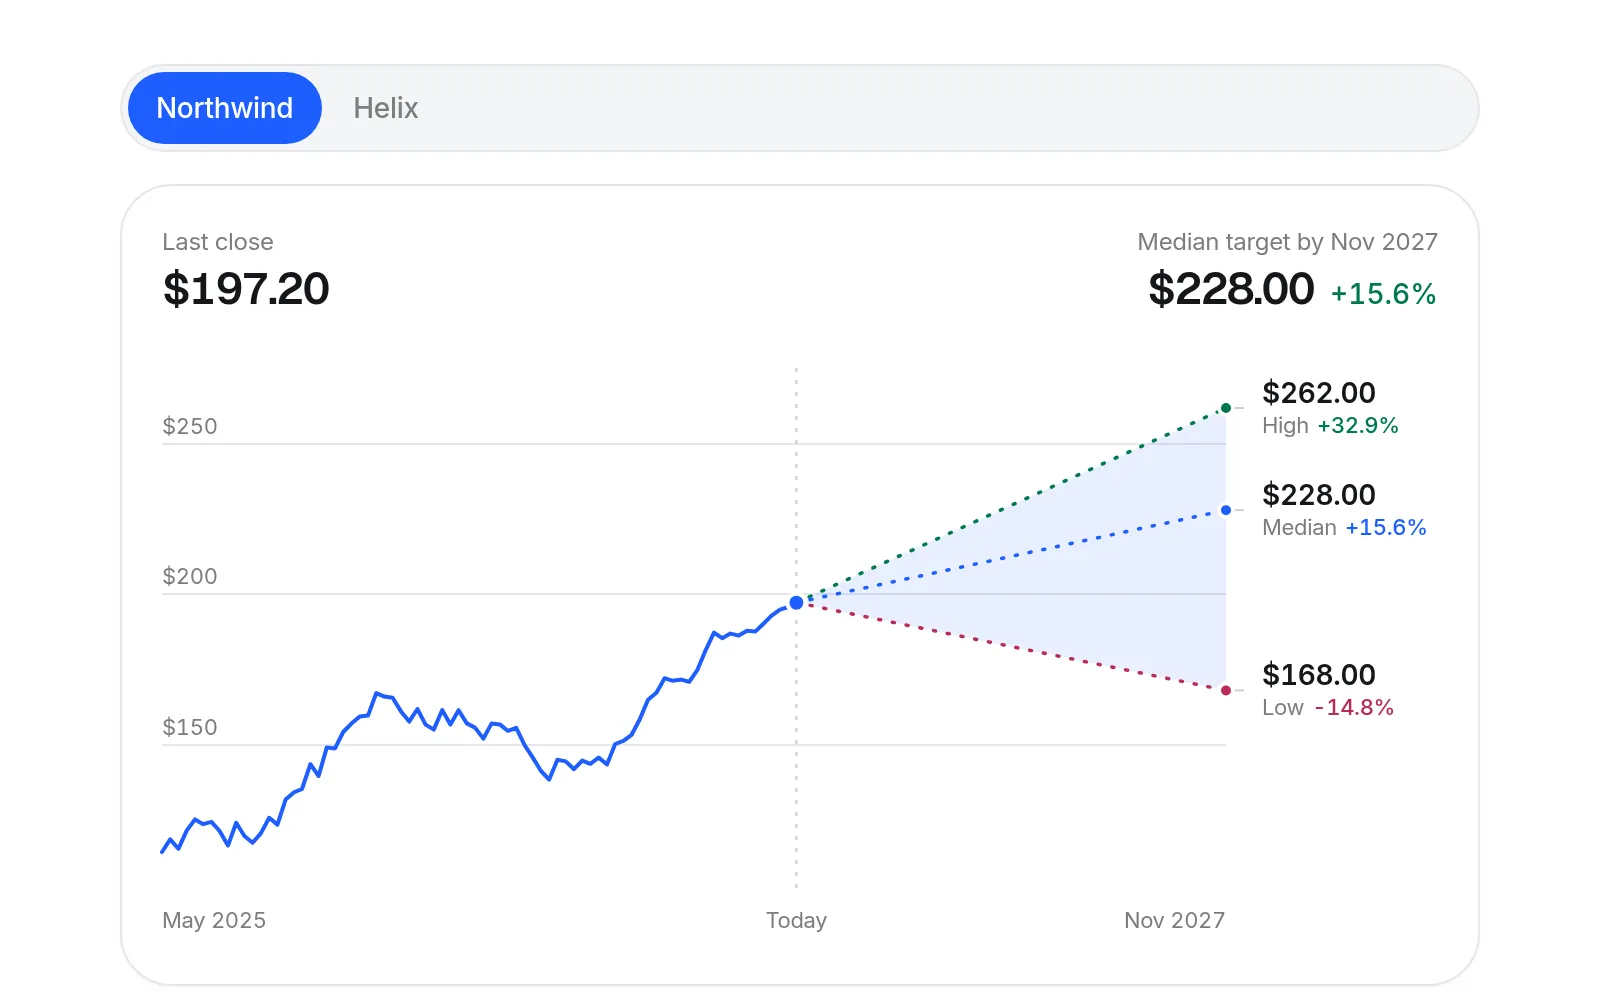 Northwind Helix
Last close
$197.20
Median target by Nov 2027
$228.00 +15.6%
$250
$200
$150
$262.00
High +32.9%
$228.00
Median +15.6%
$168.00
Low -14.8%
May 2025 Today Nov 2027